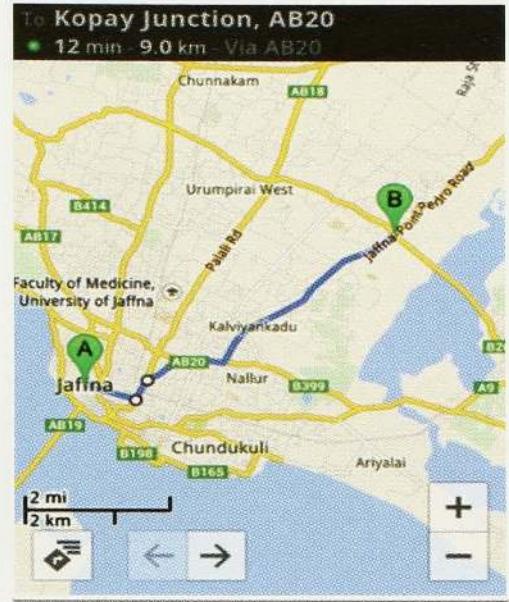 To Kopay Junction, AB20
12 min - 9.0 km - Via AB20
Chunnakam
AB18
Urumpirai West
B414
B
Jaffna-Point-Pedro Road
AB17
Palali Rd
Faculty of Medicine,
University of Jaffna
Kalviyankadu
A
AB20
Jaffna
Nallur
B399
A9
AB19
Chundukuli
B198
B165
Ariyalai
2 mi
2 km
+
−